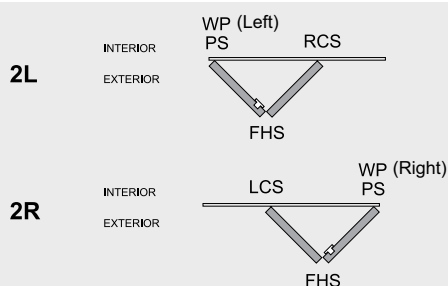 WP (Left)
PS
RCS
INTERIOR
2L
EXTERIOR
FHS
WP (Right)
PS
LCS
INTERIOR
2R
EXTERIOR
FHS